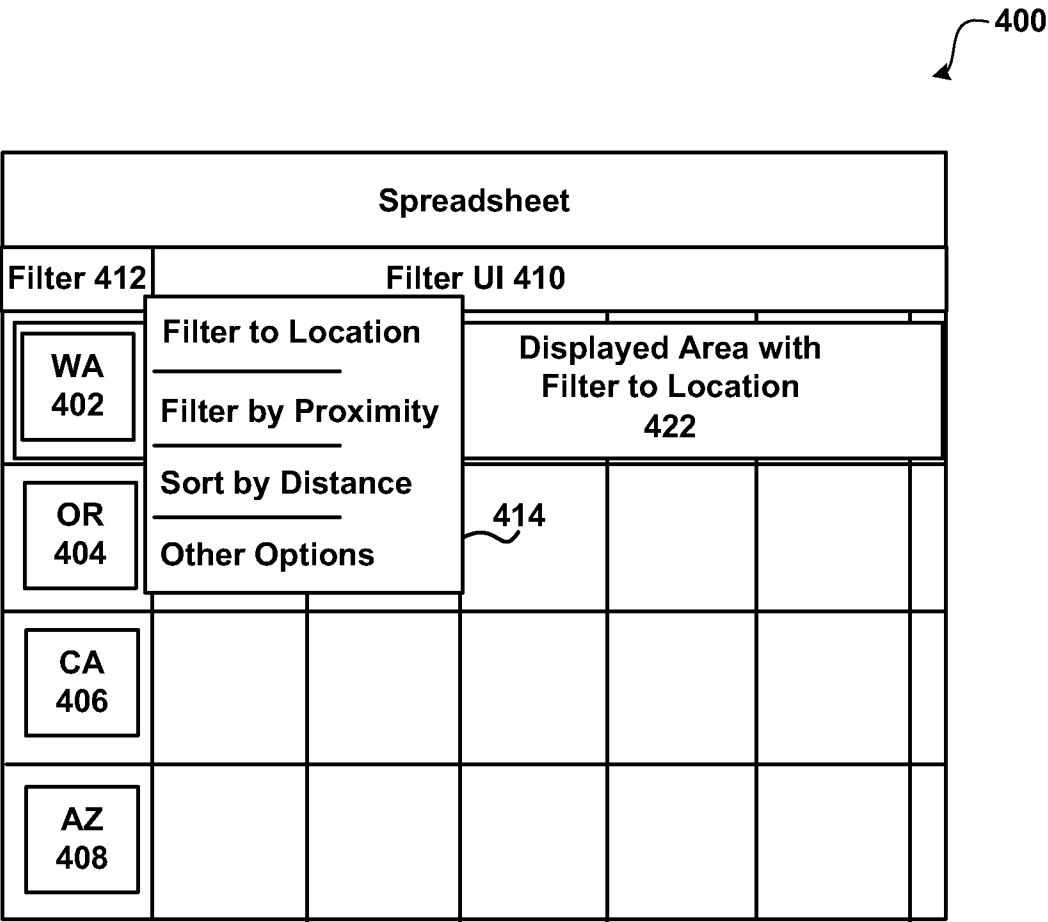 400
Spreadsheet
Filter 412
Filter UI 410
Filter to Location
Filter by Proximity
Sort by Distance
Other Options
414
WA
402
Displayed Area with
Filter to Location
422
OR
404
CA
406
AZ
408